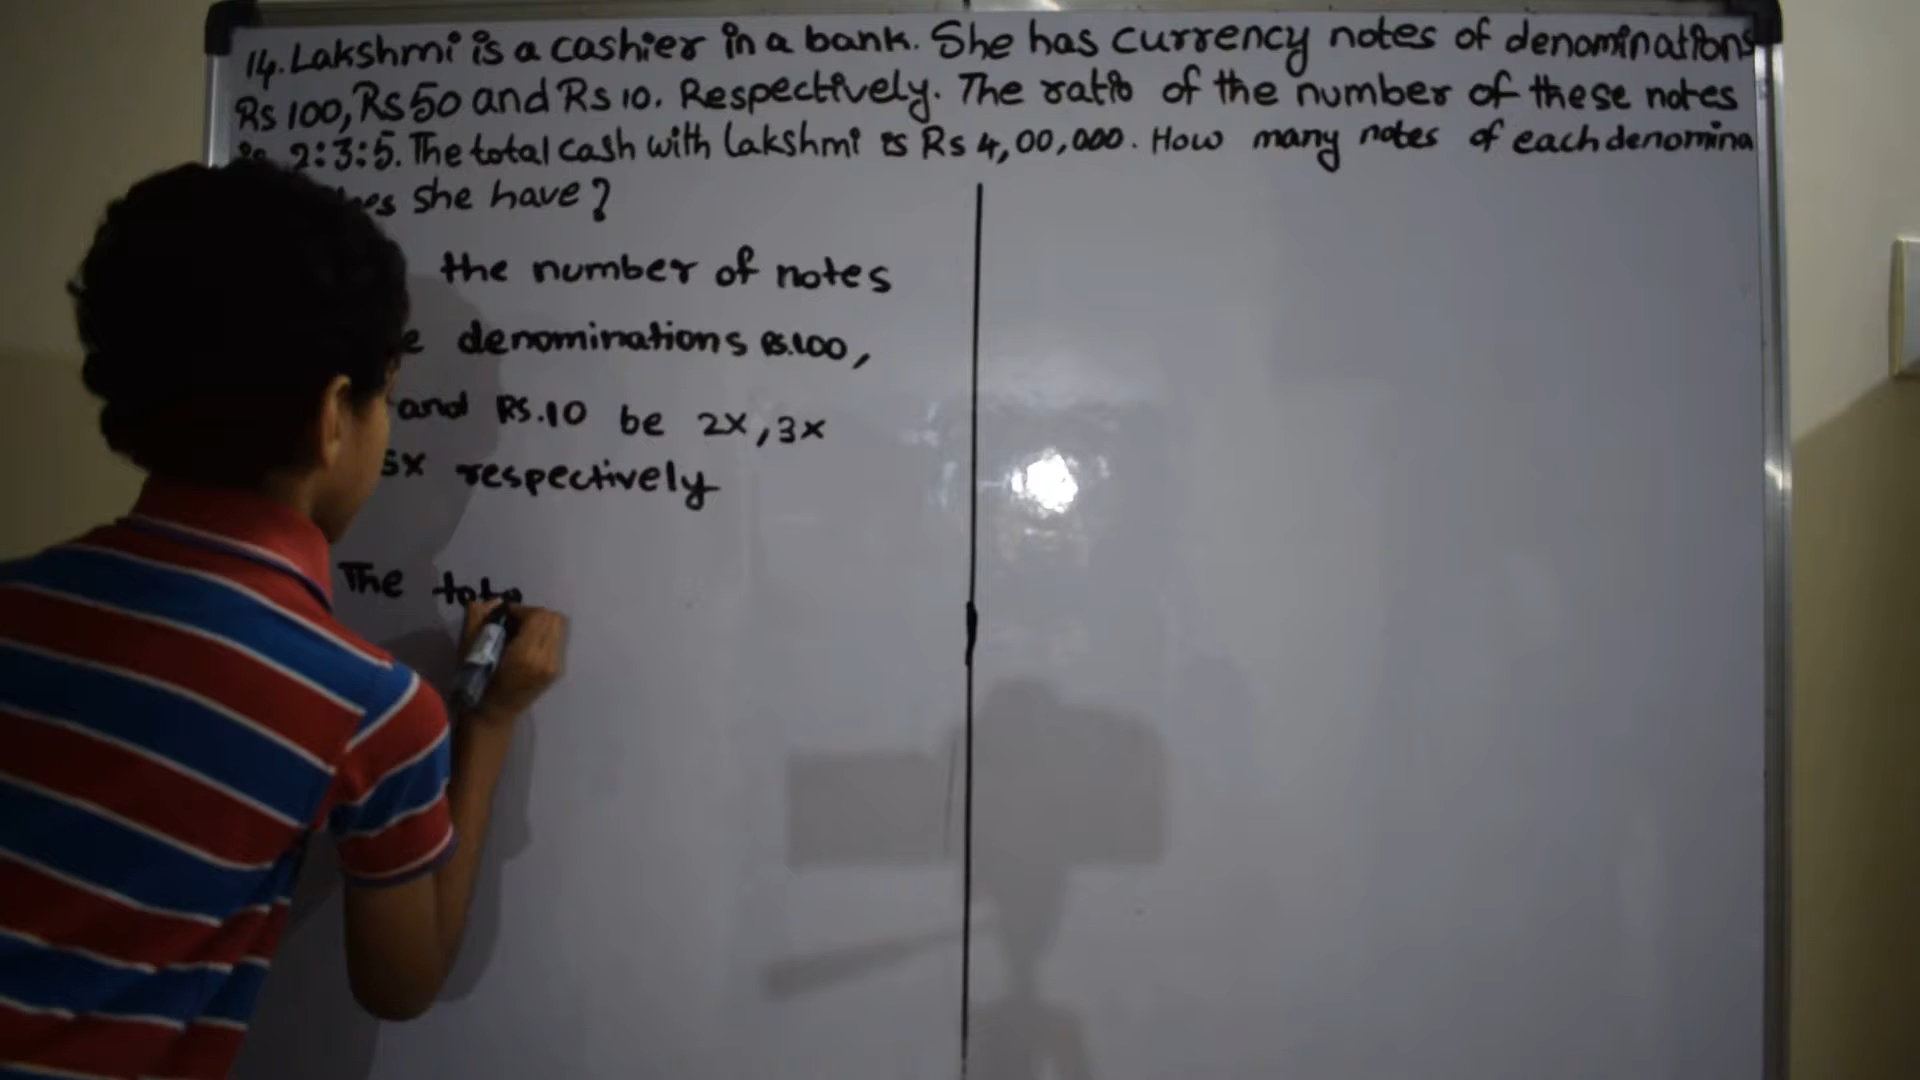 14. Lakshmi is a cashier in a bank. She has currency notes of denominations
Rs 100, Rs 50 and Rs 10. Respectively. The ratio of the number of these notes
is 2:3:5. The total cash with Lakshmi is Rs 4,00,000. How many notes of each denomina
she have?
the number of notes
denominations Rs.100,
and RS.10 be 2x, 3x
5x respectively
The tota